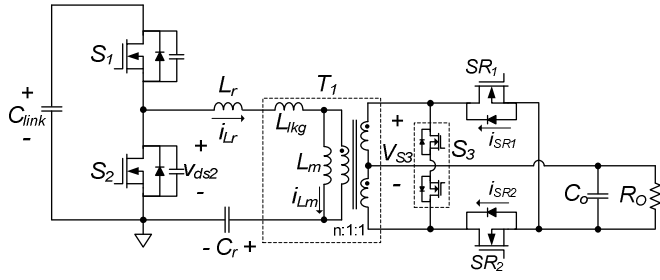 S1
+
Clink
-
S2
+
vds2
-
Lr
iLr
- Cr +
T1
Llkg
Lm
iLm
n:1:1
+
VS3
-
S3
SR1
iSR1
iSR2
SR2
Co
RO